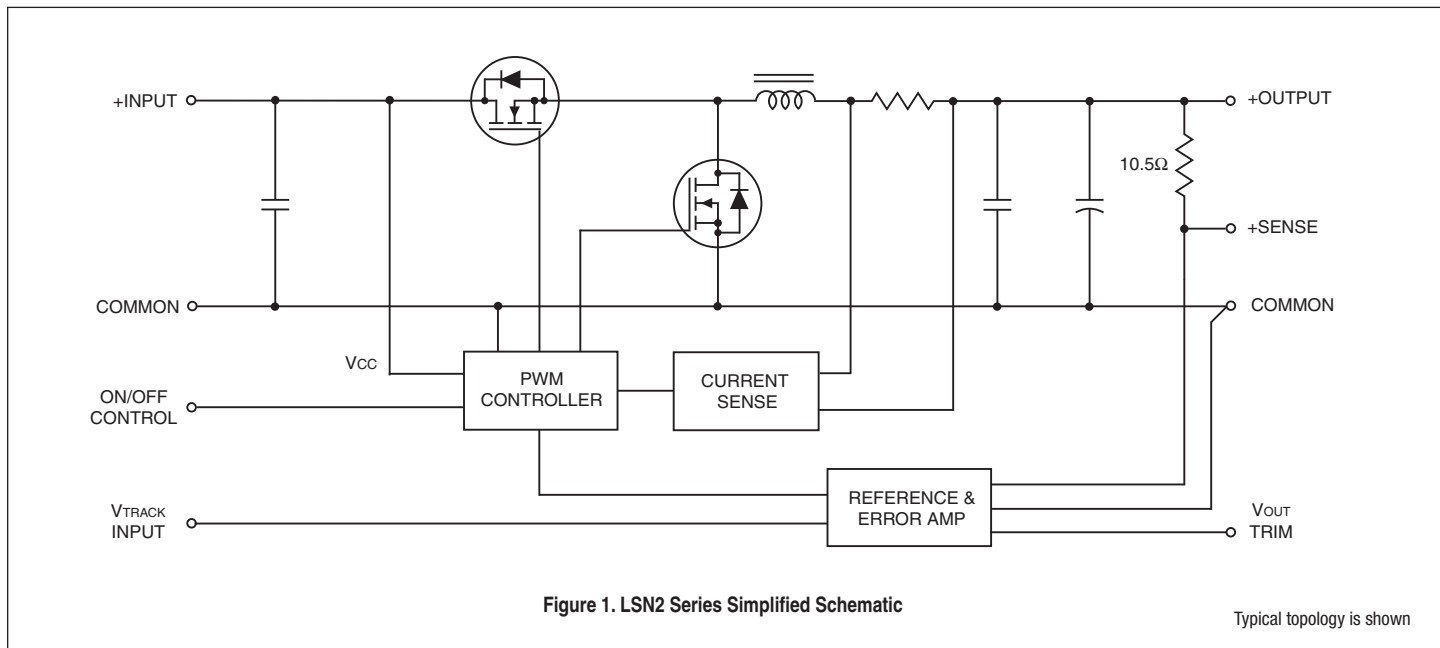 +INPUT
+OUTPUT
10.5Ω
+SENSE
COMMON
COMMON
VCC
PWM
CONTROLLER
CURRENT
SENSE
ON/OFF
CONTROL
REFERENCE &
ERROR AMP
VTRACK
INPUT
VOUT
TRIM
Figure 1. LSN2 Series Simplified Schematic
Typical topology is shown